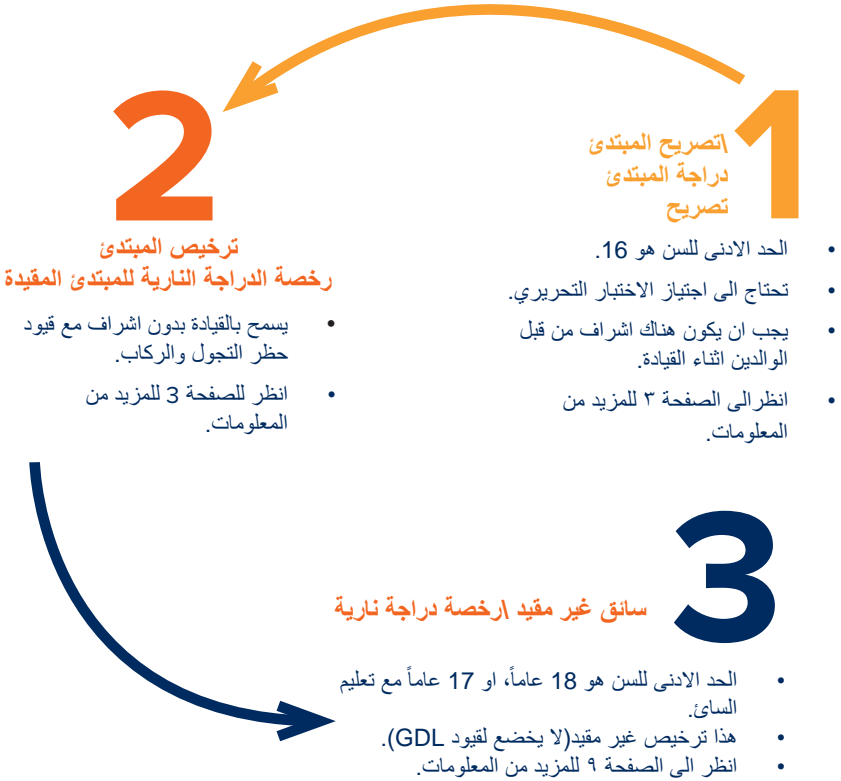 1
\تصريح المبتدئ
دراجة المبتدئ
تصريح
• الحد الادنى للسن هو 16.
• تحتاج الى اجتياز الاختبار التحريري.
• يجب ان يكون هناك اشراف من قبل
الوالدين اثناء القيادة.
• انظرالى الصفحة ٣ للمزيد من
المعلومات.
2
ترخيص المبتدئ
رخصة الدراجة النارية للمبتدئ المقيدة
• يسمح بالقيادة بدون اشراف مع قيود
حظر التجول والركاب.
• انظر للصفحة 3 للمزيد من
المعلومات.
3
سائق غير مقيد \رخصة دراجة نارية
• الحد الادنى للسن هو 18 عاماً، او 17 عاماً مع تعليم
السائ.
• هذا ترخيص غير مقيد(لا يخضع لقيود GDL).
• انظر الى الصفحة ٩ للمزيد من المعلومات.